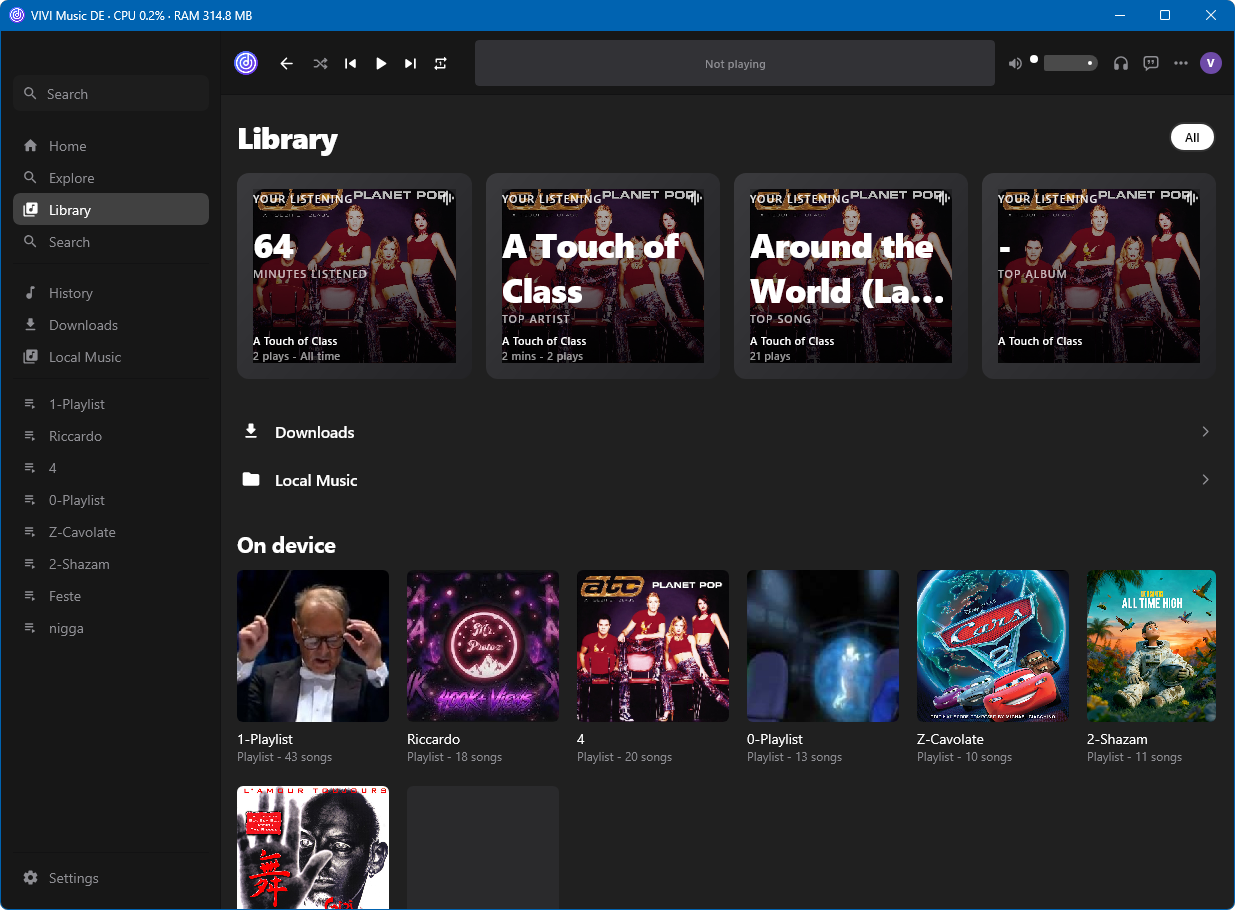 VIVI Music DE · CPU 0.2% · RAM 314.8 MB
Not playing
V
Search
Home
Explore
Library
Search
History
Downloads
Local Music
1-Playlist
Riccardo
4
0-Playlist
Z-Cavolate
2-Shazam
Feste
nigga
Settings
Library
All
YOUR LISTENING
PLANET POP
64
MINUTES LISTENED
A Touch of Class
2 plays - All time
YOUR LISTENING
PLANET POP
A Touch of
Class
TOP ARTIST
A Touch of Class
2 mins - 2 plays
YOUR LISTENING
PLANET POP
Around the
World (La...
TOP SONG
A Touch of Class
21 plays
YOUR LISTENING
PLANET POP
-
TOP ALBUM
A Touch of Class
Downloads
Local Music
On device
Mr.
Protoz
HOOK + VIBES
atc
PLANET POP
Cars
2
ALL TIME HIGH
1-Playlist
Playlist - 43 songs
Riccardo
Playlist - 18 songs
4
Playlist - 20 songs
0-Playlist
Playlist - 13 songs
Z-Cavolate
Playlist - 10 songs
2-Shazam
Playlist - 11 songs
L'AMOUR TOUJOURS
舞